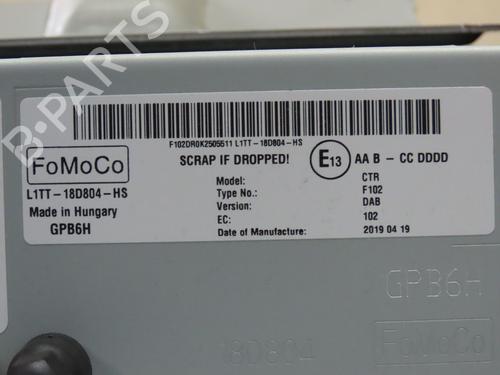 F102DR0K2505511 L1TT-18D804-HS
FoMoCo
SCRAP IF DROPPED!
E13
AA B - CC DDDD
L1TT-18D804-HS
Made in Hungary
GPB6H
Model: CTR
Type No.: F102
Version: DAB
EC: 102
Date of Manufacture: 2019 04 19
GPB6H
18D804
FoMoCo
B-PARTS